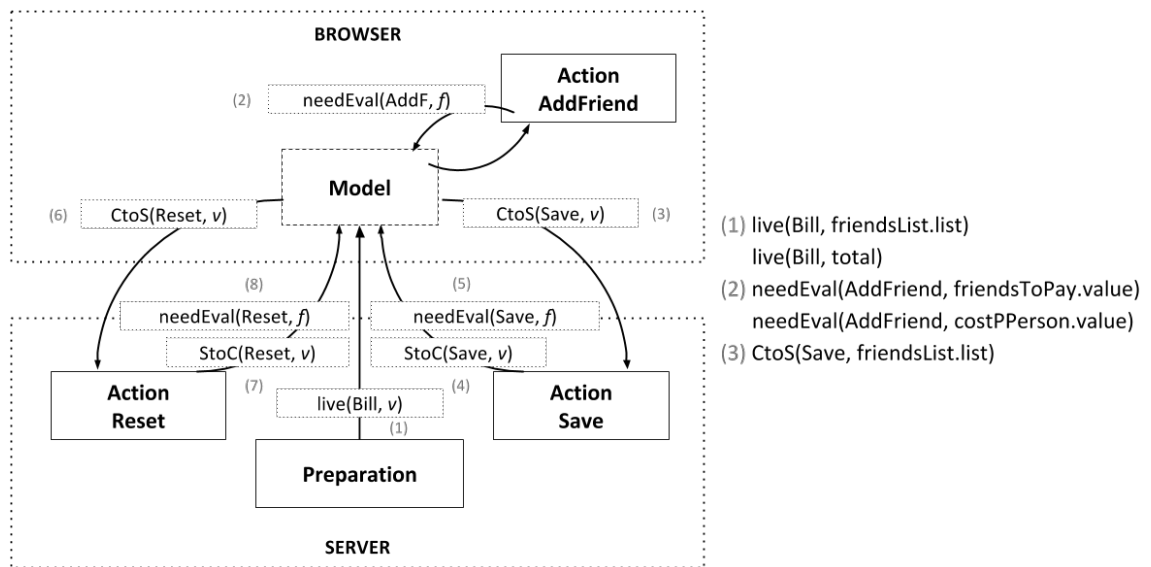 BROWSER
Action
AddFriend
(2) needEval(AddF, f)
Model
(6) CtoS(Reset, v)
CtoS(Save, v) (3)
(8)
(5)
needEval(Reset, f)
needEval(Save, f)
StoC(Reset, v)
StoC(Save, v)
(7)
(4)
Action
Reset
Action
Save
live(Bill, v)
(1)
Preparation
SERVER
(1) live(Bill, friendsList.list)
live(Bill, total)
(2) needEval(AddFriend, friendsToPay.value)
needEval(AddFriend, costPPerson.value)
(3) CtoS(Save, friendsList.list)